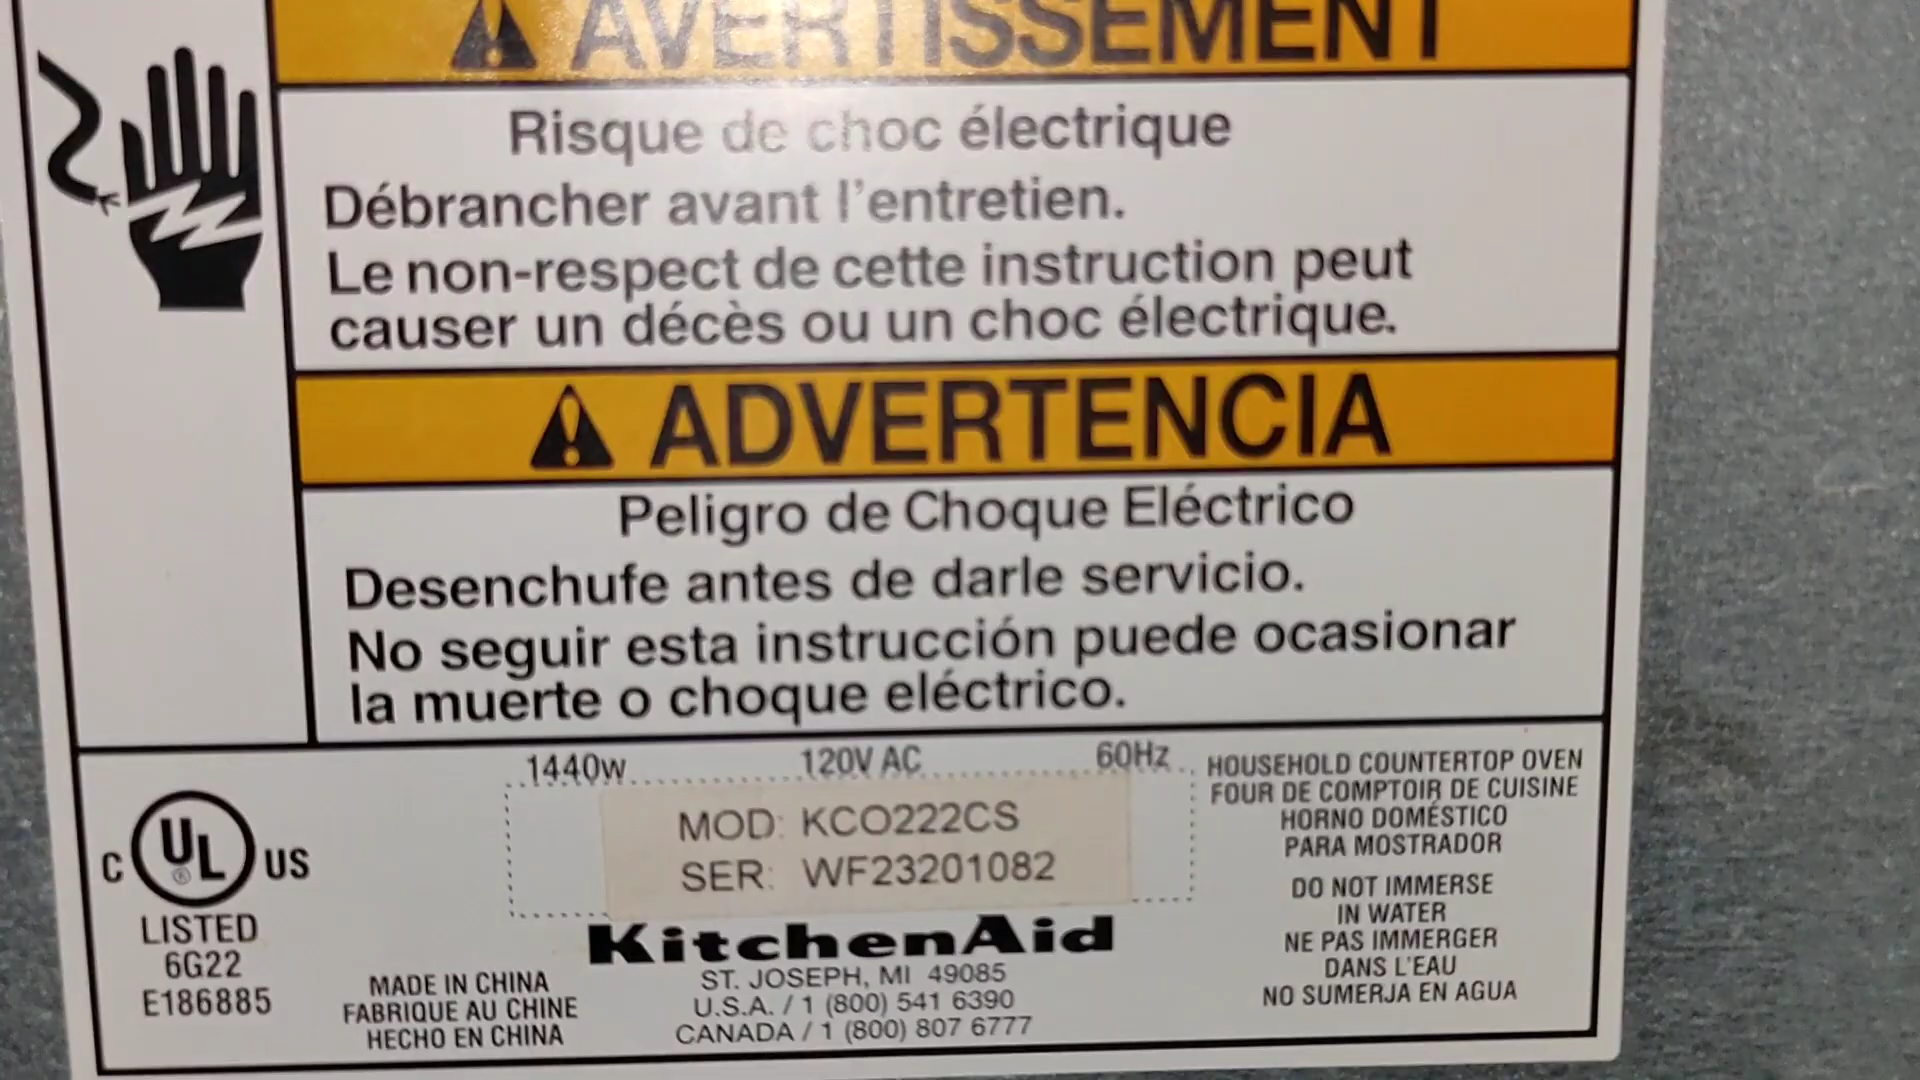 AVERTISSEMENT
Risque de choc électrique
Débrancher avant l'entretien.
Le non-respect de cette instruction peut
causer un décès ou un choc électrique.
ADVERTENCIA
Peligro de Choque Eléctrico
Desenchufe antes de darle servicio.
No seguir esta instrucción puede ocasionar
la muerte o choque eléctrico.
1440w 120V AC 60Hz
MOD: KCO222CS
SER: WF23201082
KitchenAid
ST. JOSEPH, MI 49085
U.S.A. / 1 (800) 541 6390
CANADA / 1 (800) 807 6777
C UL ® US
LISTED
6G22
E186885
MADE IN CHINA
FABRIQUE AU CHINE
HECHO EN CHINA
HOUSEHOLD COUNTERTOP OVEN
FOUR DE COMPTOIR DE CUISINE
HORNO DOMÉSTICO
PARA MOSTRADOR
DO NOT IMMERSE
IN WATER
NE PAS IMMERGER
DANS L'EAU
NO SUMERJA EN AGUA